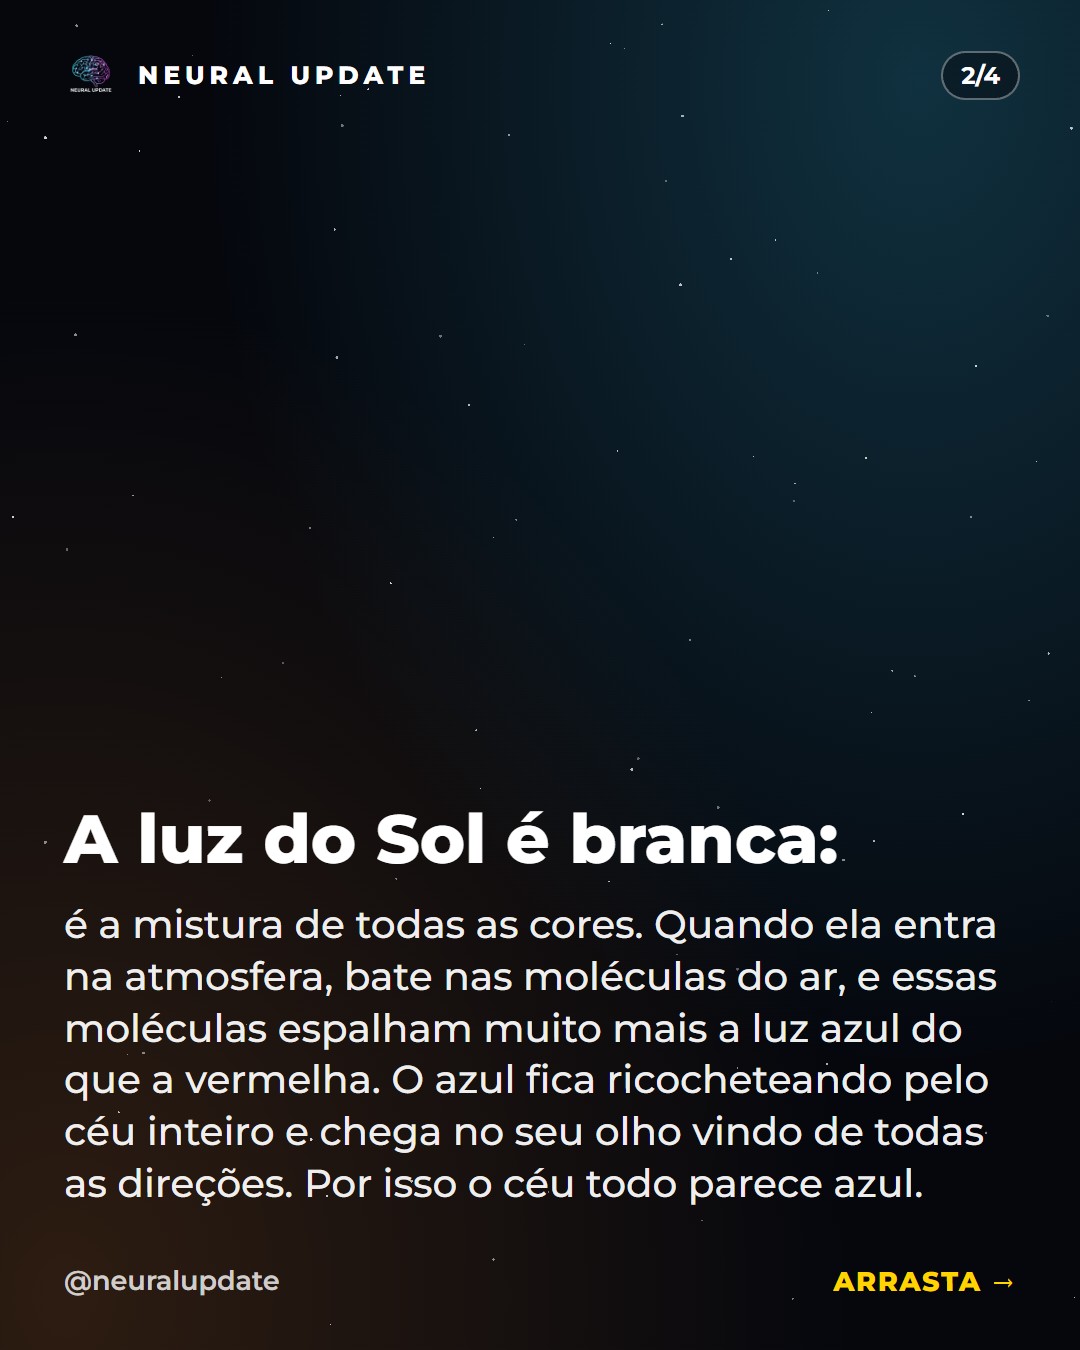 NEURAL UPDATE
NEURAL UPDATE
2/4
A luz do Sol é branca:
é a mistura de todas as cores. Quando ela entra
na atmosfera, bate nas moléculas do ar, e essas
moléculas espalham muito mais a luz azul do
que a vermelha. O azul fica ricocheteando pelo
céu inteiro e chega no seu olho vindo de todas
as direções. Por isso o céu todo parece azul.
@neuralupdate
ARRASTA →